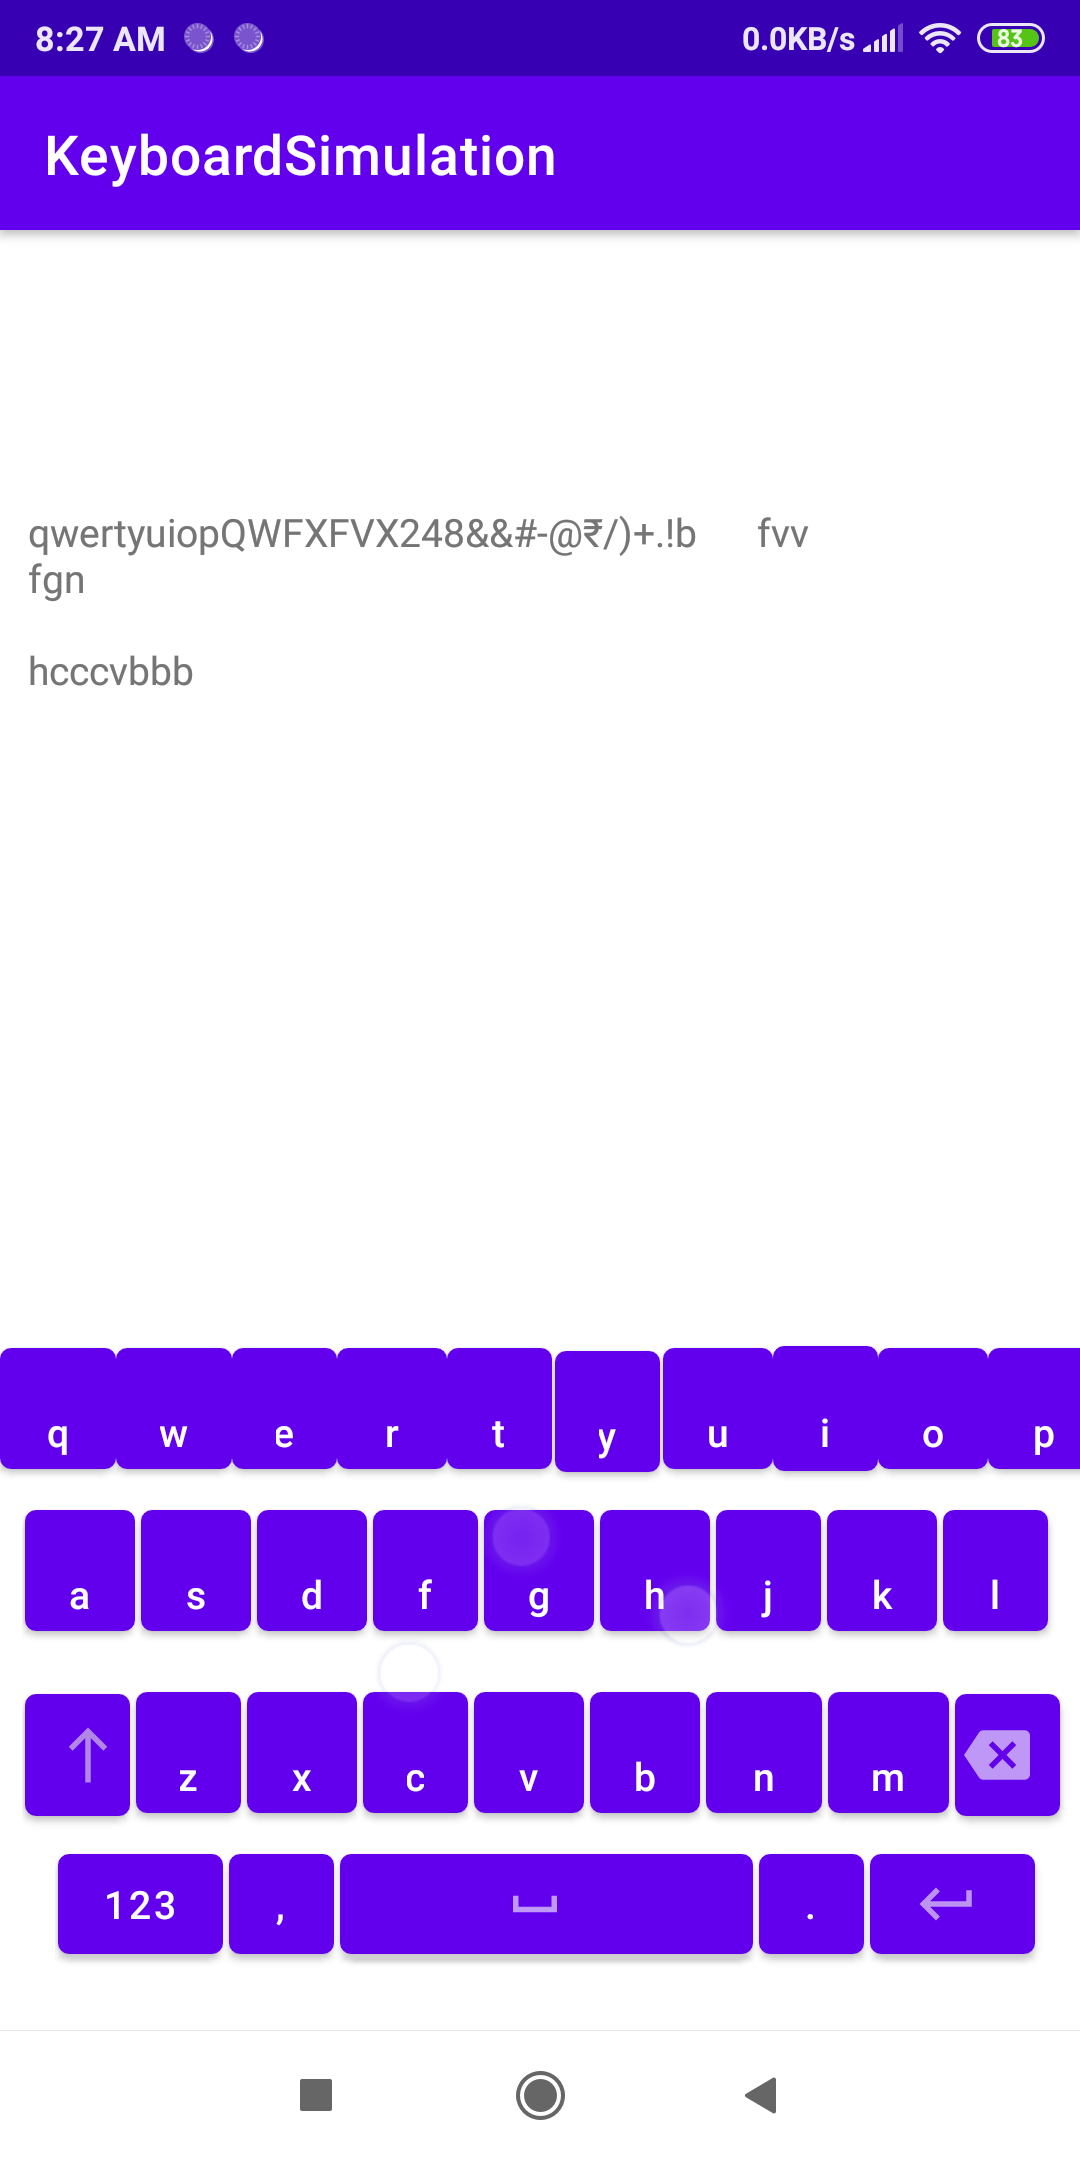 8:27 AM 0.0KB/s 83
KeyboardSimulation
qwertyuiopQWFXFVX248&&#-@₹/)+.!b fvv
fgn
hcccvbbb
q w e r t y u i o p
a s d f g h j k l
z x c v b n m
123 , .